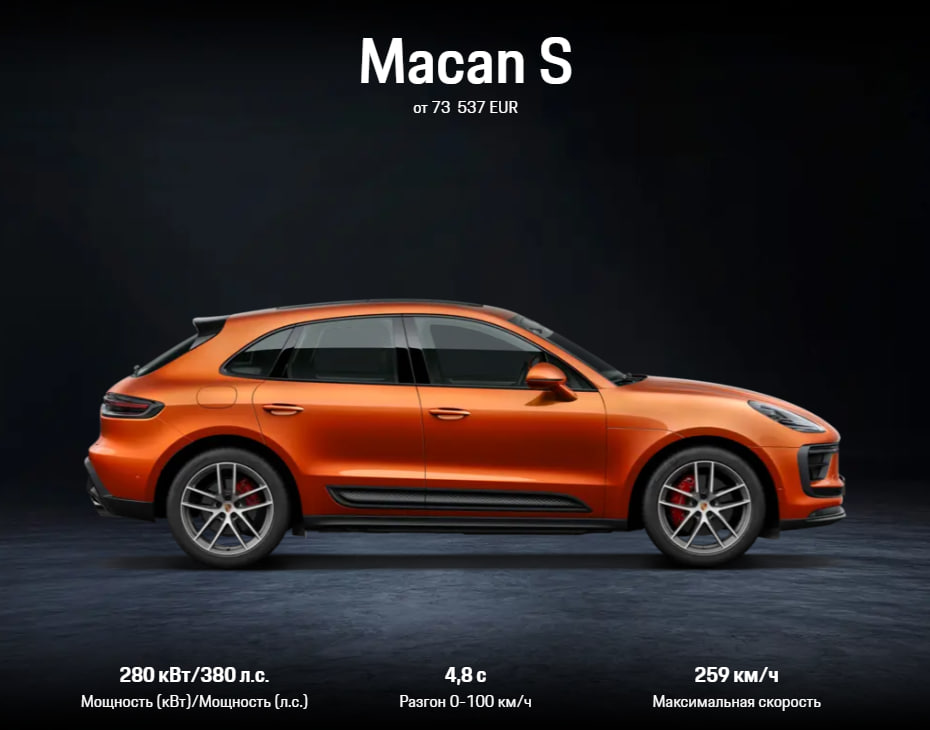 Macan S
от 73 537 EUR
280 кВт/380 л.с.
4,8 с
259 км/ч
Мощность (кВт)/Мощность (л.с.)
Разгон 0-100 км/ч
Максимальная скорость